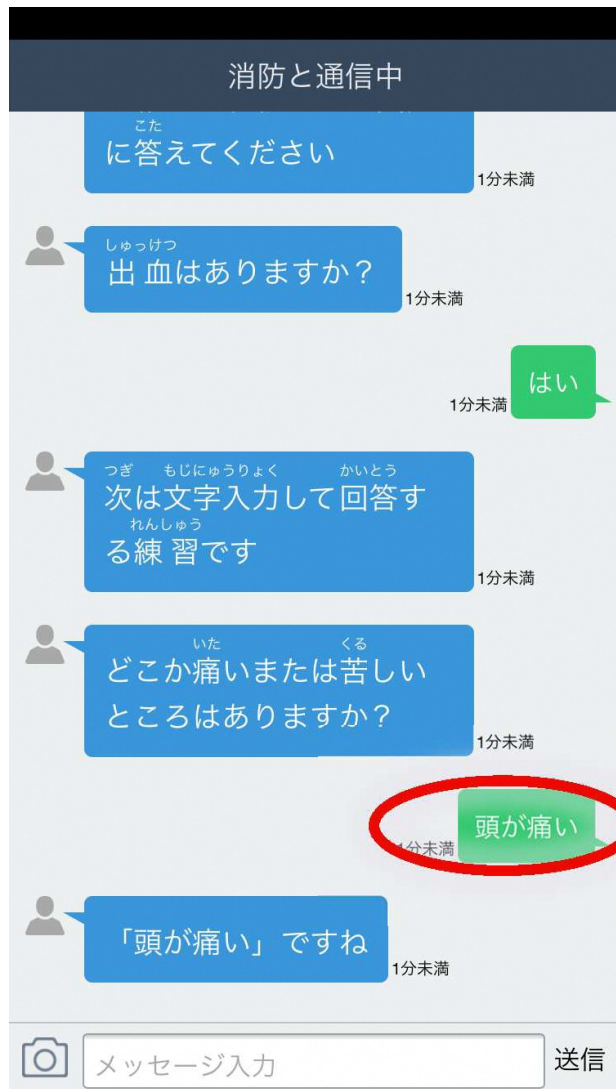 消防と通信中
こた
に答えてください
1分未満
しゅっけつ
出血はありますか？
1分未満
はい
1分未満
つぎ もじにゅうりょく かいとう
次は文字入力して回答す
れんしゅう
る練習です
1分未満
いた くる
どこか痛いまたは苦しい
ところはありますか？
1分未満
頭が痛い
1分未満
「頭が痛い」ですね
1分未満
メッセージ入力
送信